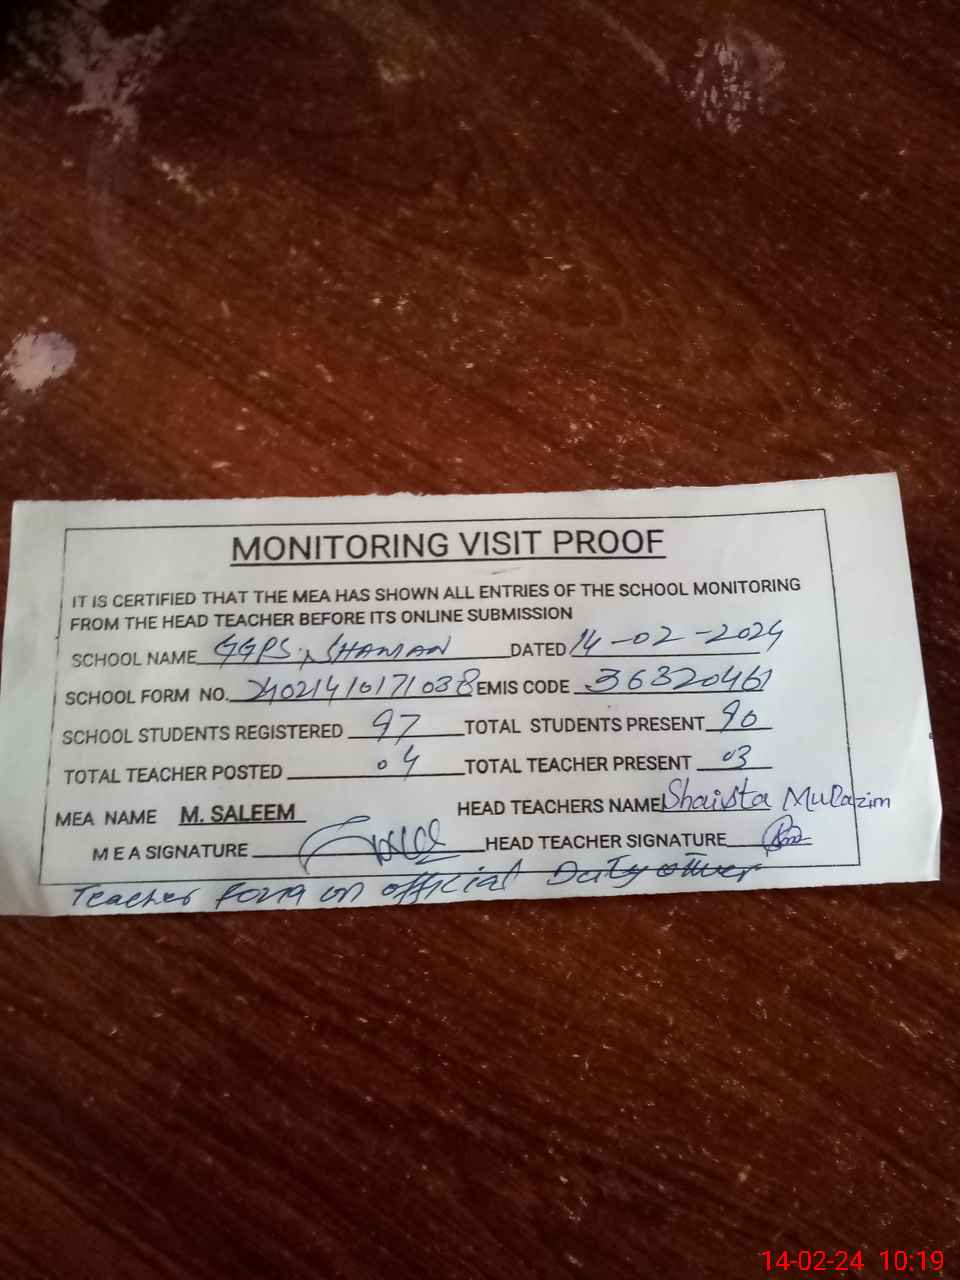 MONITORING VISIT PROOF
IT IS CERTIFIED THAT THE MEA HAS SHOWN ALL ENTRIES OF THE SCHOOL MONITORING
FROM THE HEAD TEACHER BEFORE ITS ONLINE SUBMISSION
SCHOOL NAME GGPS. NSHAMAN DATED 14-02-2024
SCHOOL FORM NO. 24021410171038 EMIS CODE 36320461
SCHOOL STUDENTS REGISTERED 97 TOTAL STUDENTS PRESENT 90
TOTAL TEACHER POSTED 04 TOTAL TEACHER PRESENT 03
MEA NAME M. SALEEM HEAD TEACHERS NAME Shaista Mulazim
M E A SIGNATURE HEAD TEACHER SIGNATURE
Teacher on official Duty
14-02-24 10:19